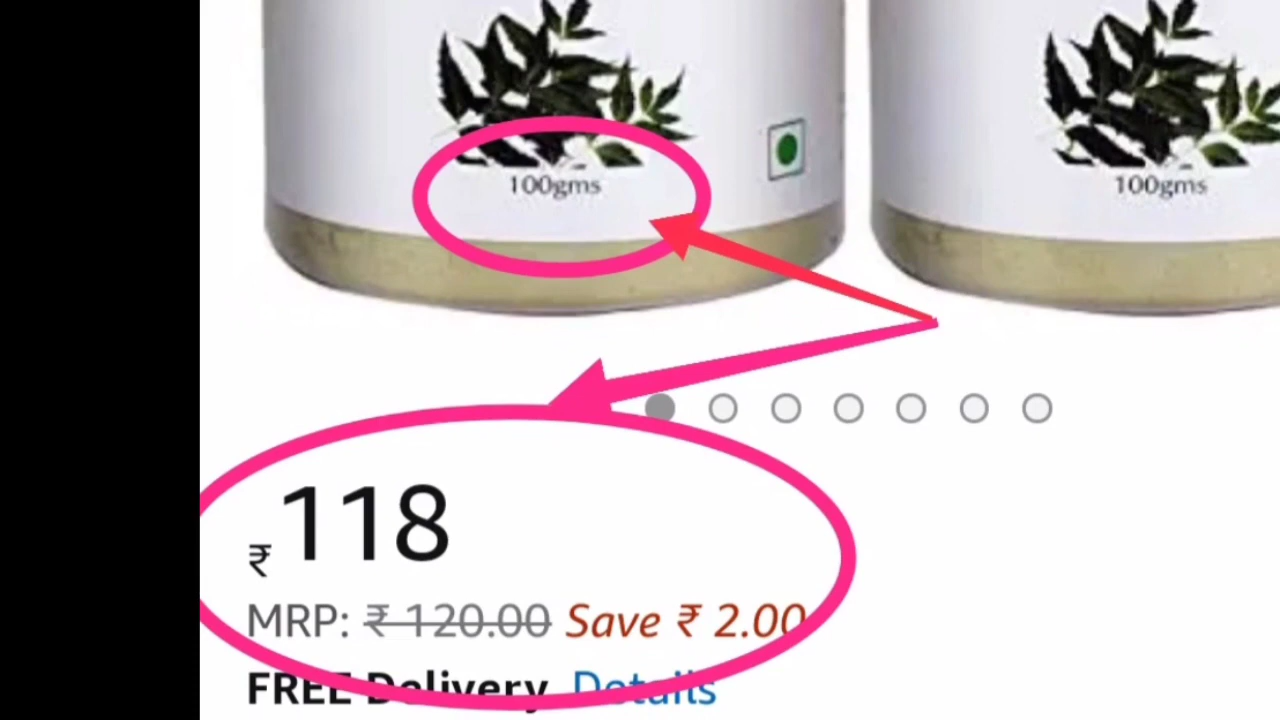 100gms
100gms
₹118
MRP: ₹ 120.00 Save ₹ 2.00
FREE Delivery Details